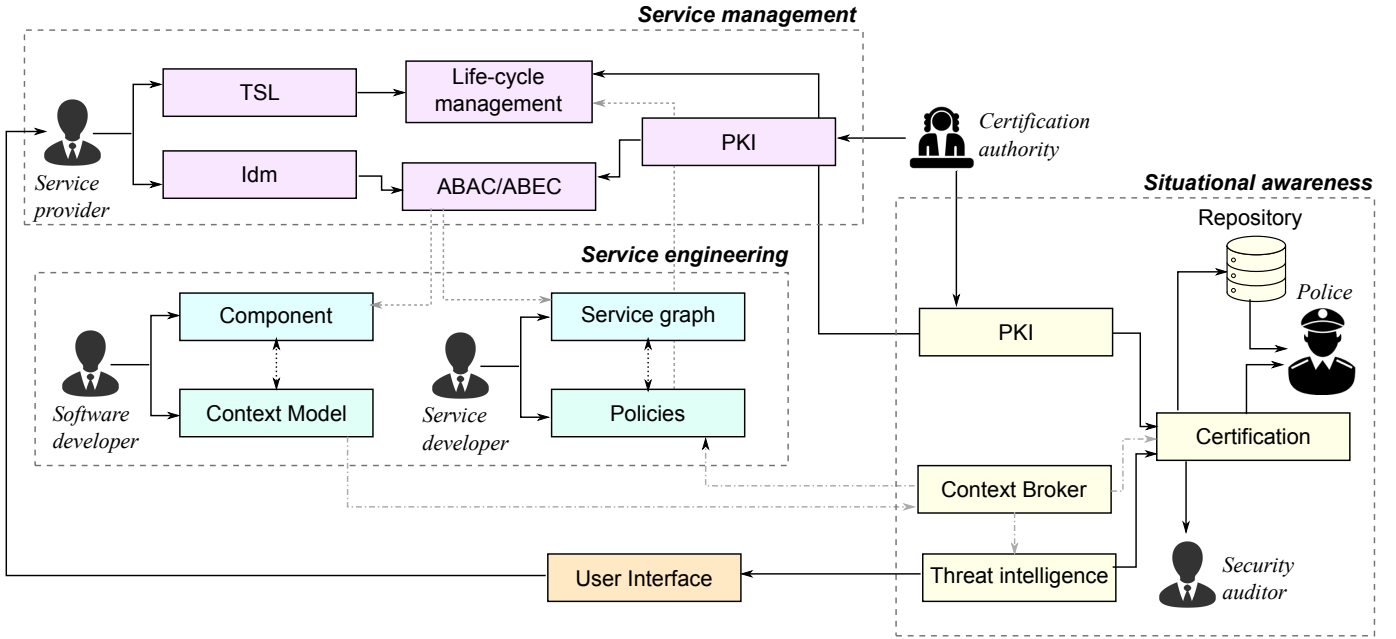 Service management
TSL
Life-cycle
management
PKI
Certification
authority
Service
provider
Idm
ABAC/ABEC
Situational awareness
Repository
Police
Service engineering
Component
Service graph
PKI
Software
developer
Context Model
Service
developer
Policies
Certification
Context Broker
User Interface
Threat intelligence
Security
auditor